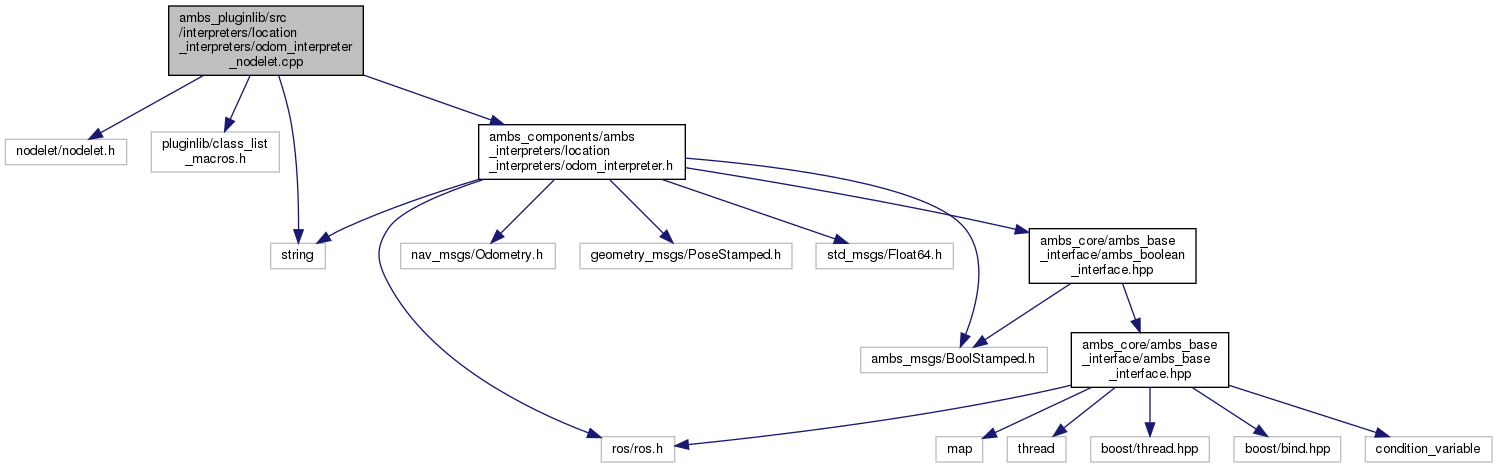 ambs_pluginlib/src
/interpreters/location
_interpreters/odom_interpreter
_nodelet.cpp
nodelet/nodelet.h
pluginlib/class_list
_macros.h
ambs_components/ambs
_interpreters/location
_interpreters/odom_interpreter.h
string
nav_msgs/Odometry.h
geometry_msgs/PoseStamped.h
std_msgs/Float64.h
ambs_core/ambs_base
_interface/ambs_boolean
_interface.hpp
ambs_msgs/BoolStamped.h
ambs_core/ambs_base
_interface/ambs_base
_interface.hpp
ros/ros.h
map
thread
boost/thread.hpp
boost/bind.hpp
condition_variable